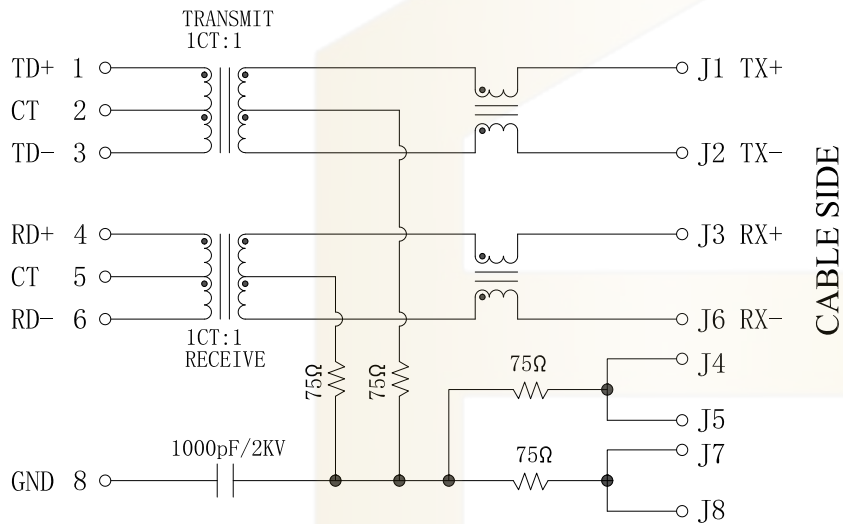 TRANSMIT
1CT:1
TD+ 1
J1 TX+
CT 2
TD- 3
J2 TX-
RD+ 4
J3 RX+
CT 5
RD- 6
J6 RX-
1CT:1
RECEIVE
CABLE SIDE
75Ω
75Ω
75Ω
J4
J5
1000pF/2KV
75Ω
J7
GND 8
J8